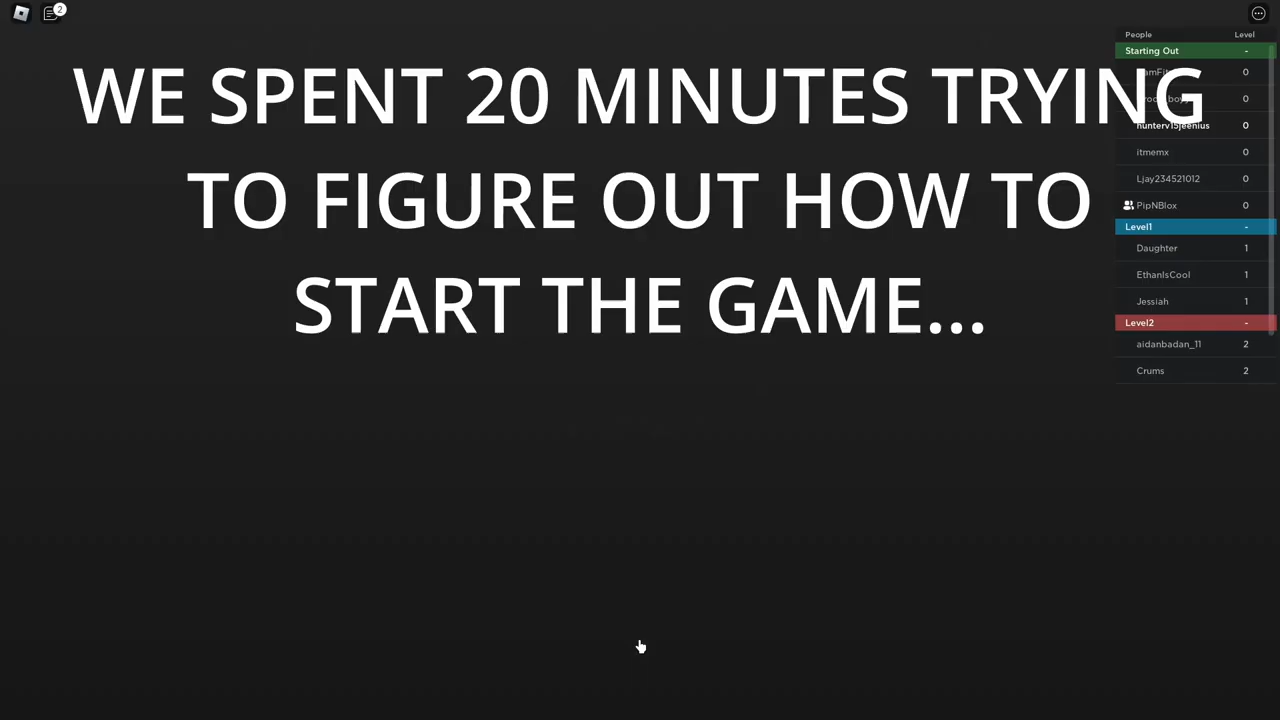 2
People Level
Starting Out -
WE SPENT 20 MINUTES TRYING
TO FIGURE OUT HOW TO
START THE GAME...
0
0
hunterv15jeenius 0
itmemx 0
Ljay234521012 0
PipNBlox 0
Level1 -
Daughter 1
EthanIsCool 1
Jessiah 1
Level2 -
aidanbadan_11 2
Crums 2